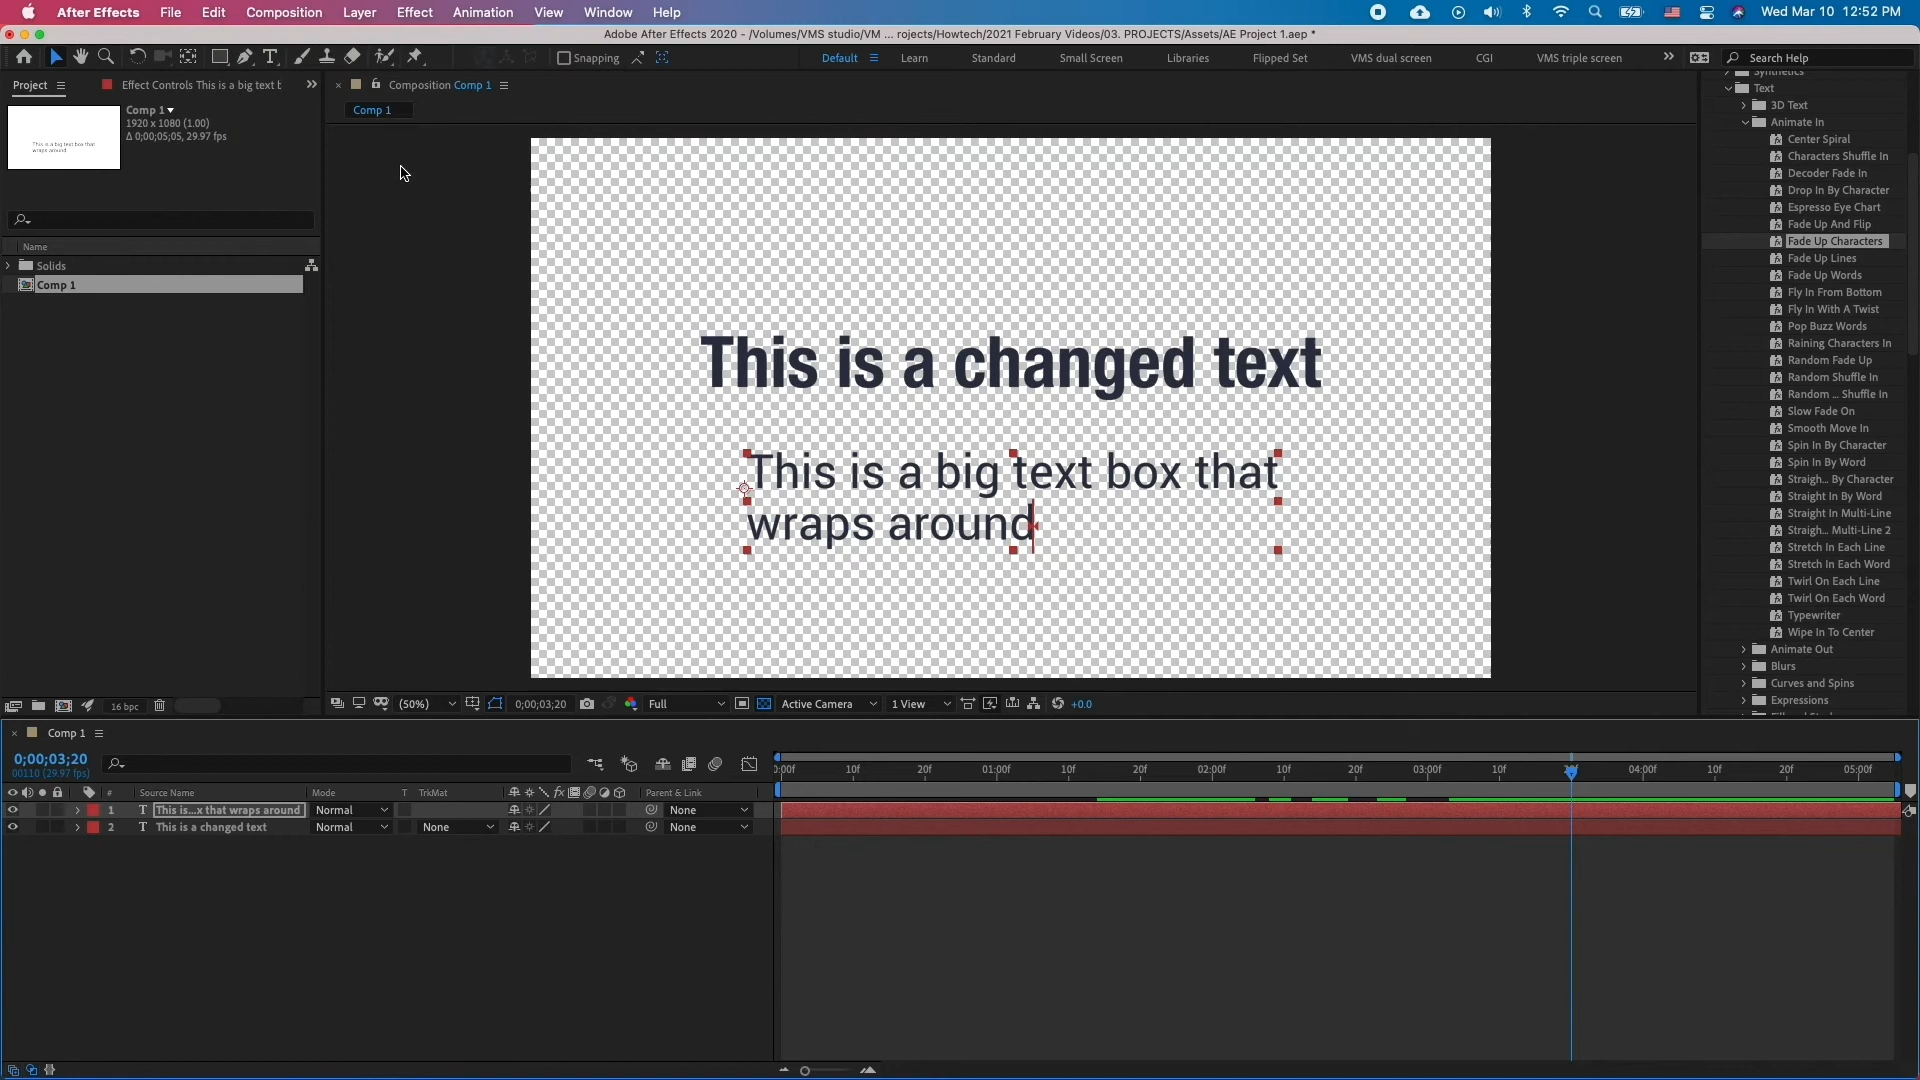 After Effects File Edit Composition Layer Effect Animation View Window Help Wed Mar 10 12:52 PM
Adobe After Effects 2020 - /Volumes/VMS studio/VM ... rojects/Howtech/2021 February Videos/03. PROJECTS/Assets/AE Project 1.aep *
Snapping Default Learn Standard Small Screen Libraries Flipped Set VMS dual screen CGI VMS triple screen Search Help
Project Effect Controls This is a big text b
Composition Comp 1
Comp 1
1920 x 1080 (1.00)
Δ 0;00;05;05, 29.97 fps
This is a big text box that
wraps around
Name
Solids
Comp 1
16 bpc
Comp 1
This is a changed text
This is a big text box that
wraps around
(50%) 0;00;03;20 Full Active Camera 1 View +0.0
Synthetics
Text
3D Text
Animate In
Center Spiral
Characters Shuffle In
Decoder Fade In
Drop In By Character
Espresso Eye Chart
Fade Up And Flip
Fade Up Characters
Fade Up Lines
Fade Up Words
Fly In From Bottom
Fly In With A Twist
Pop Buzz Words
Raining Characters In
Random Fade Up
Random Shuffle In
Random ... Shuffle In
Slow Fade On
Smooth Move In
Spin In By Character
Spin In By Word
Straigh... By Character
Straight In By Word
Straight In Multi-Line
Straigh... Multi-Line 2
Stretch In Each Line
Stretch In Each Word
Twirl On Each Line
Twirl On Each Word
Typewriter
Wipe In To Center
Animate Out
Blurs
Curves and Spins
Expressions
Comp 1
0;00;03;20
00110 (29.97 fps)
0:00f 10f 20f 01:00f 10f 20f 02:00f 10f 20f 03:00f 10f 04:00f 10f 20f 05:00f
# Source Name Mode T TrkMat Parent & Link
1 T This is...x that wraps around Normal None
2 T This is a changed text Normal None None